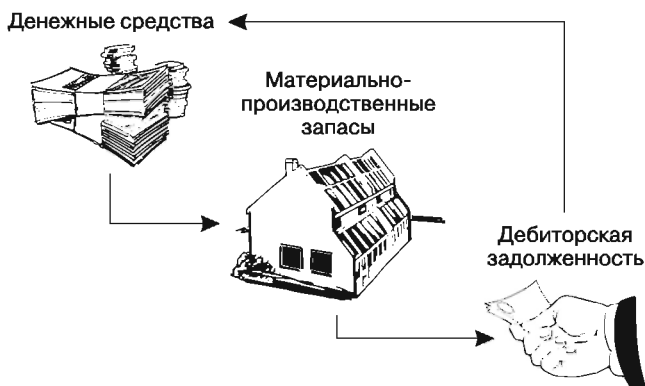 Денежные средства
Материально-
производственные
запасы
Дебиторская
задолженность